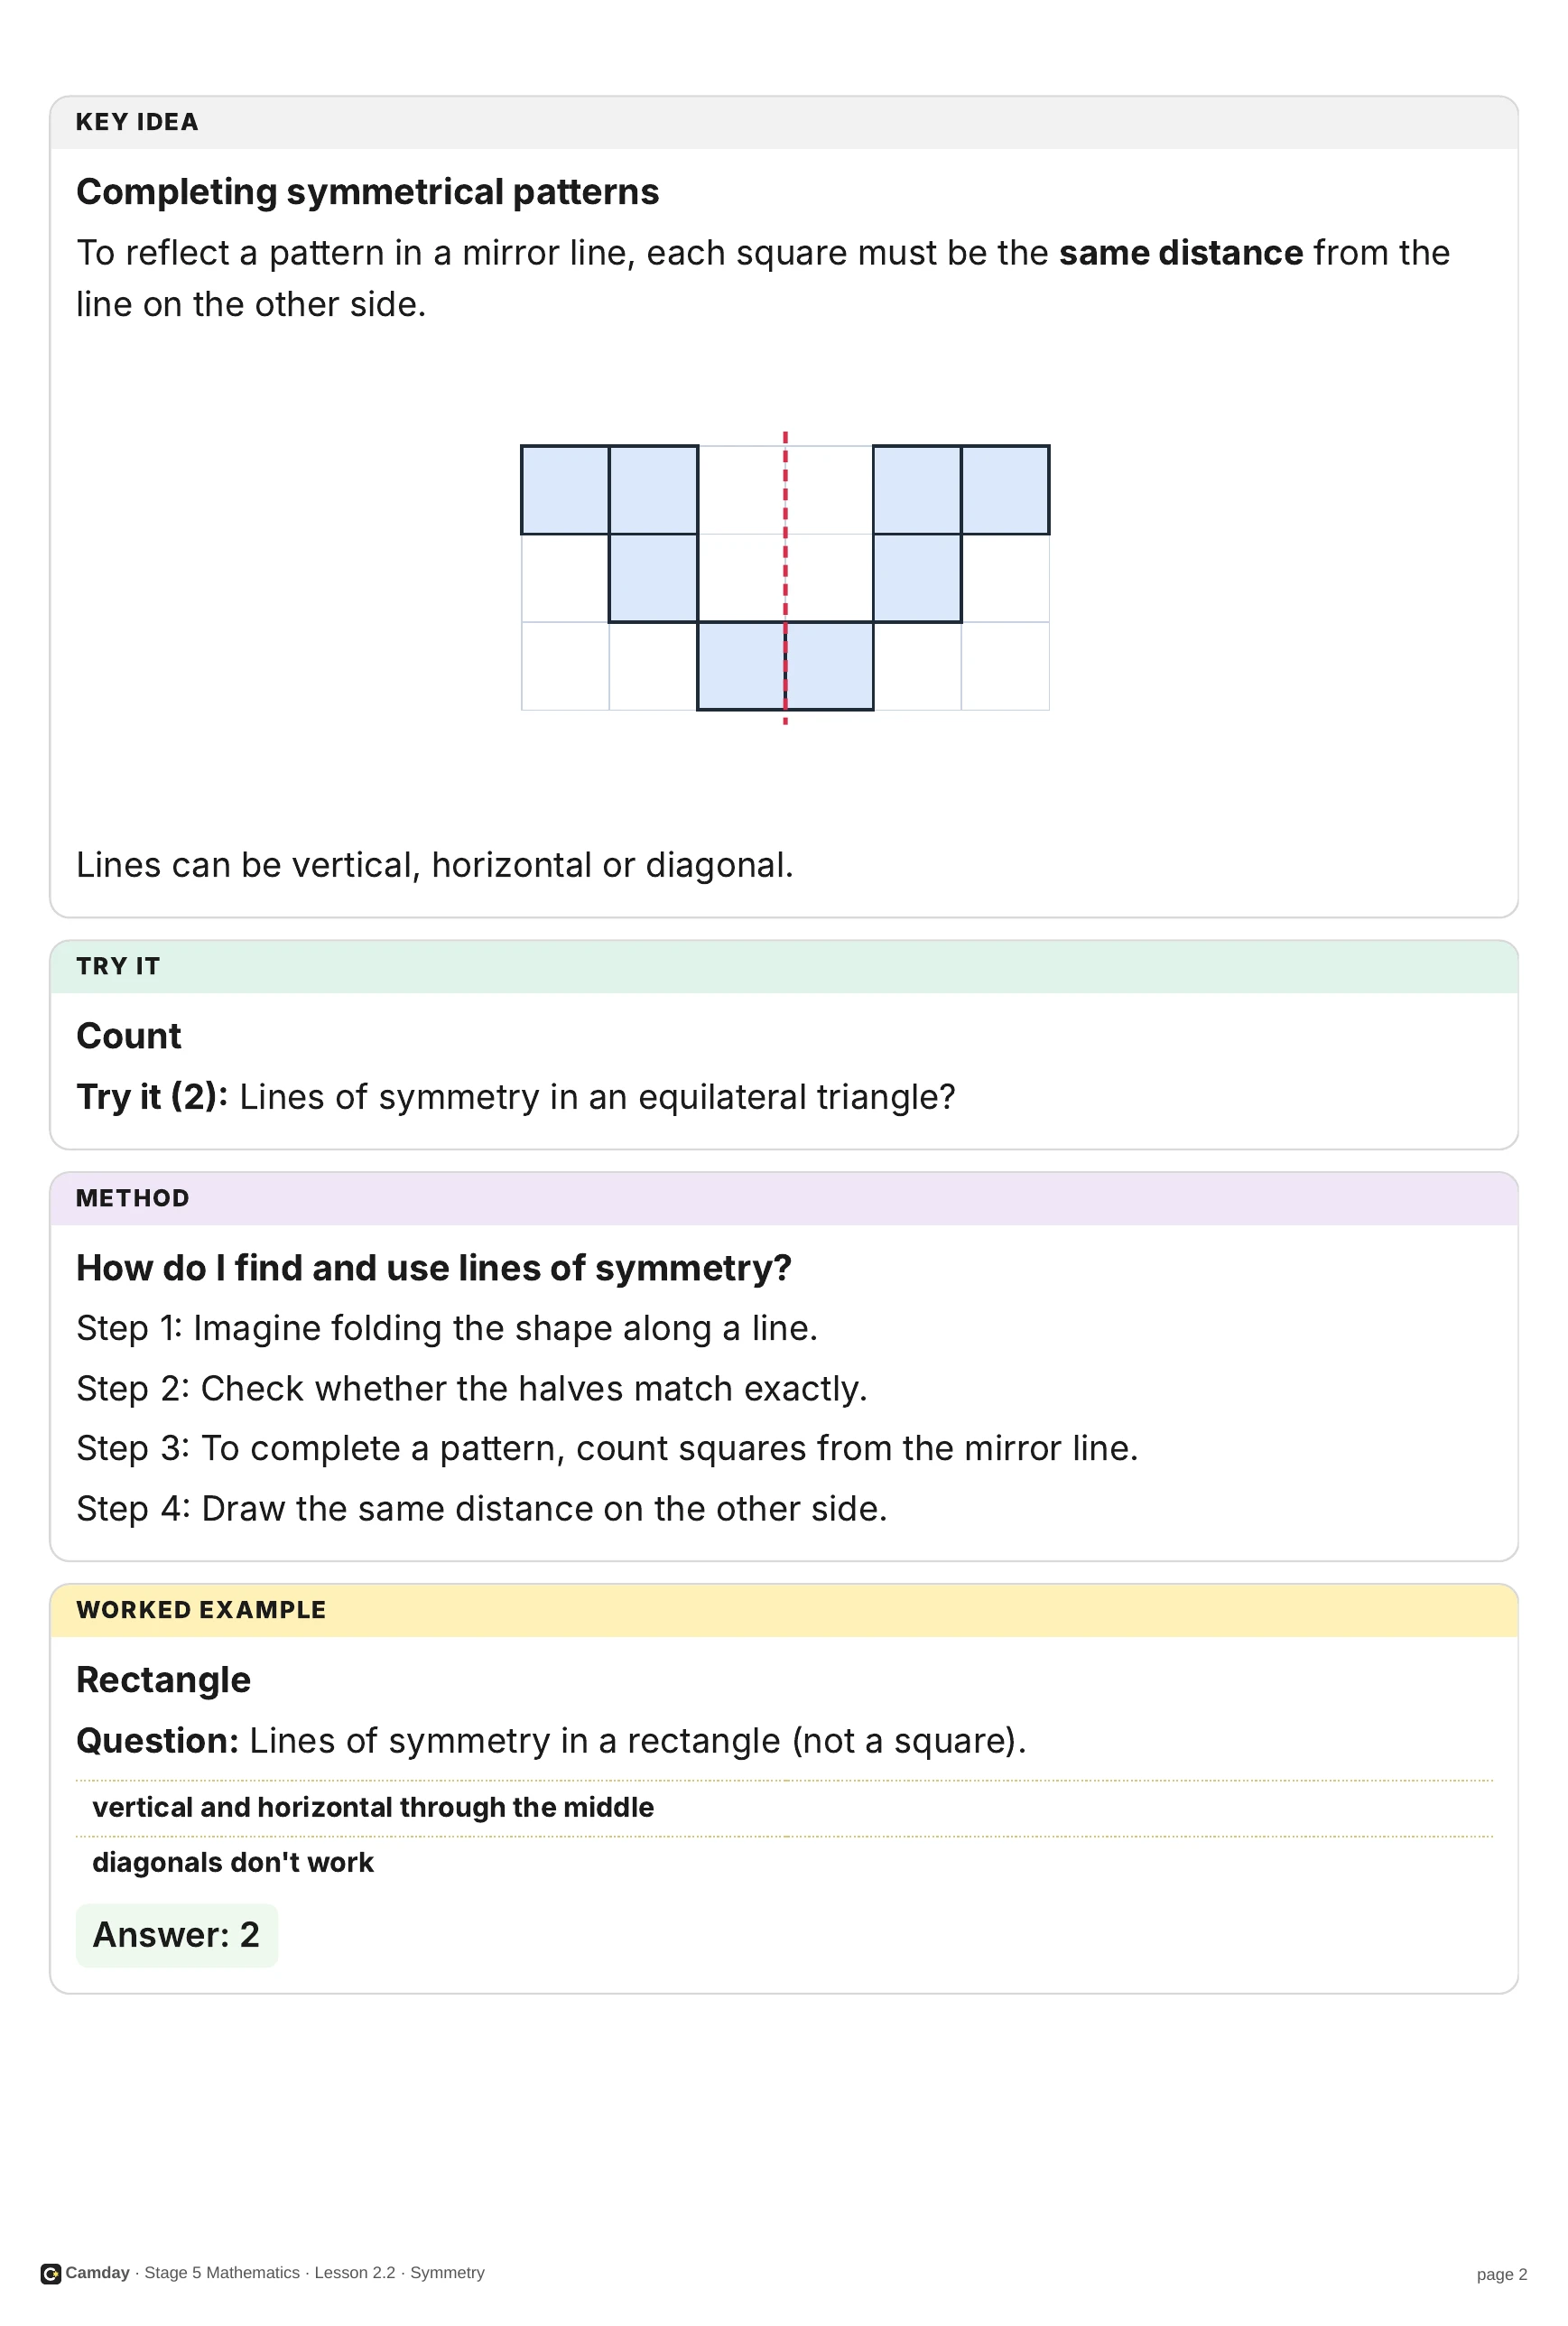 KEY IDEA
Completing symmetrical patterns
To reflect a pattern in a mirror line, each square must be the same distance from the
line on the other side.
Lines can be vertical, horizontal or diagonal.
TRY IT
Count
Try it (2): Lines of symmetry in an equilateral triangle?
METHOD
How do I find and use lines of symmetry?
Step 1: Imagine folding the shape along a line.
Step 2: Check whether the halves match exactly.
Step 3: To complete a pattern, count squares from the mirror line.
Step 4: Draw the same distance on the other side.
WORKED EXAMPLE
Rectangle
Question: Lines of symmetry in a rectangle (not a square).
vertical and horizontal through the middle
diagonals don't work
Answer: 2
Camday · Stage 5 Mathematics · Lesson 2.2 · Symmetry
page 2